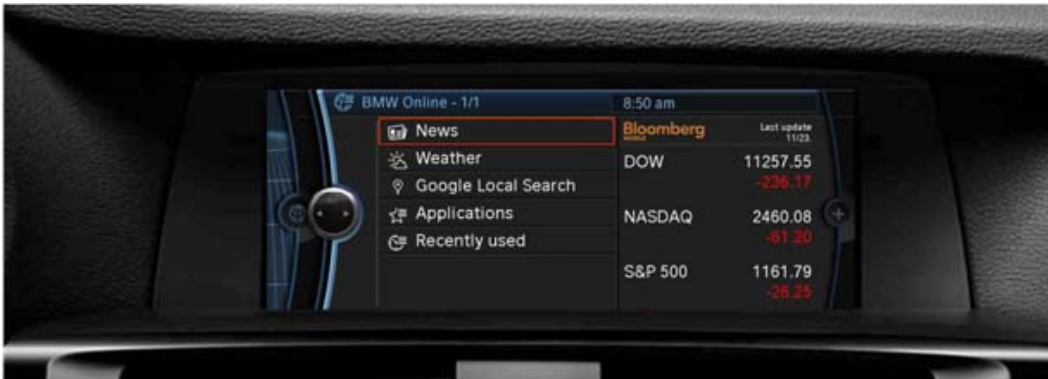 BMW Online - 1/1
8:50 am
News
Weather
Google Local Search
Applications
Recently used
Bloomberg
MOBILE
Last update
11/23.
DOW 11257.55
-236.17
NASDAQ 2460.08
-61.20
S&P 500 1161.79
-26.25